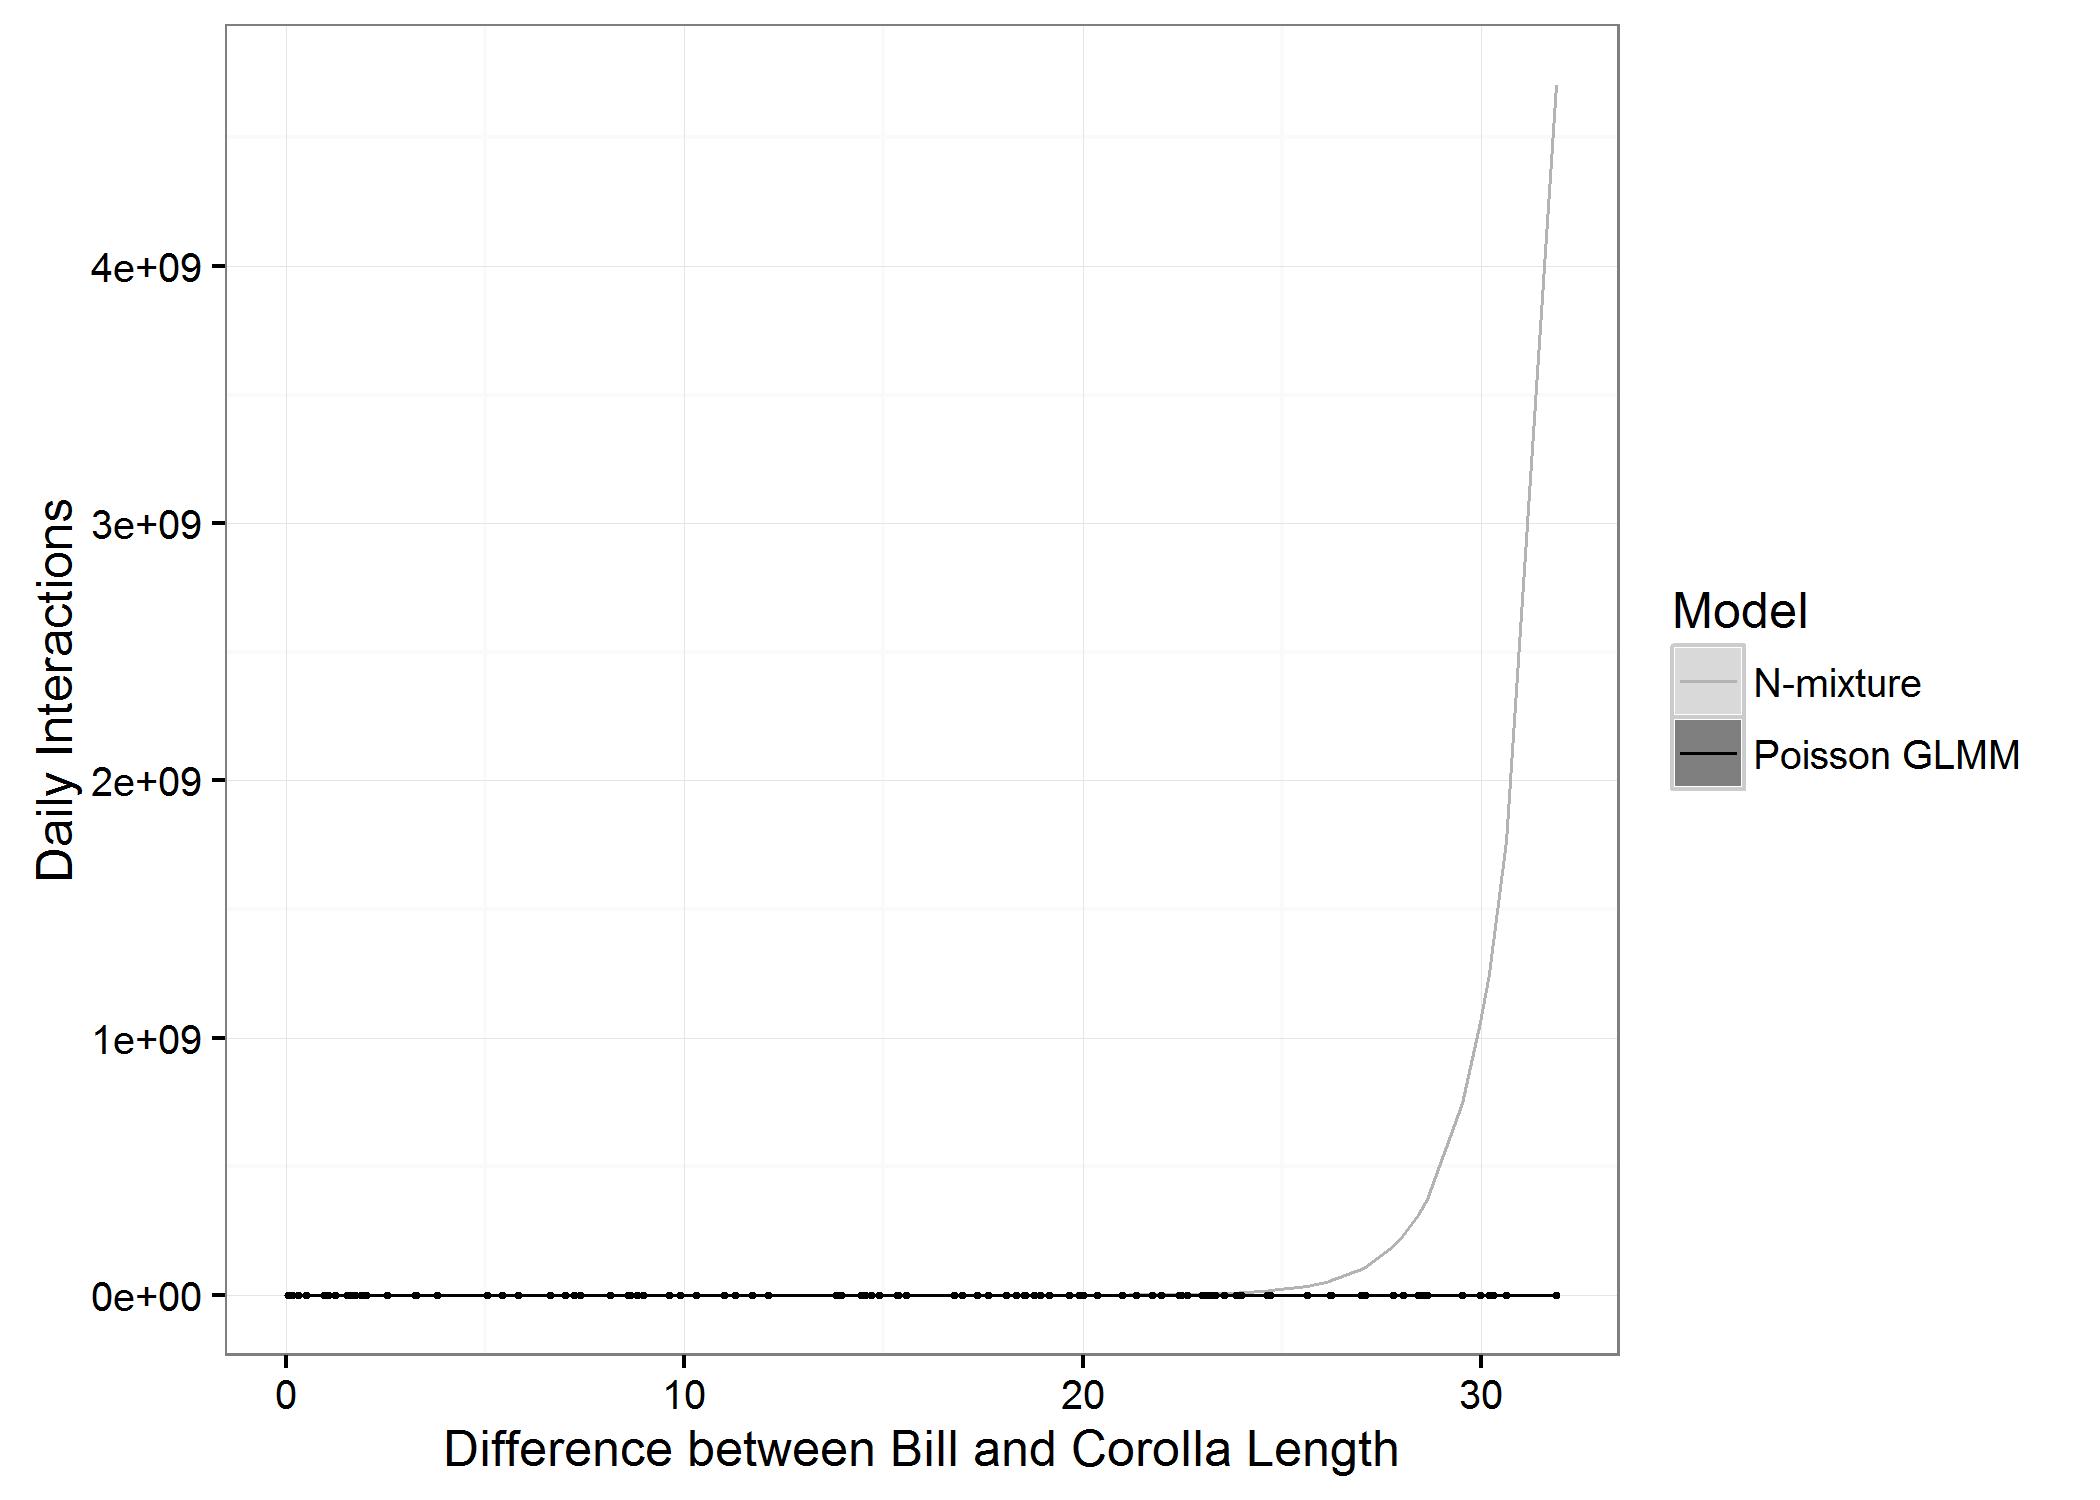 Daily Interactions
4e+09
3e+09
2e+09
1e+09
0e+00
0 10 20 30
Difference between Bill and Corolla Length
Model
N-mixture
Poisson GLMM